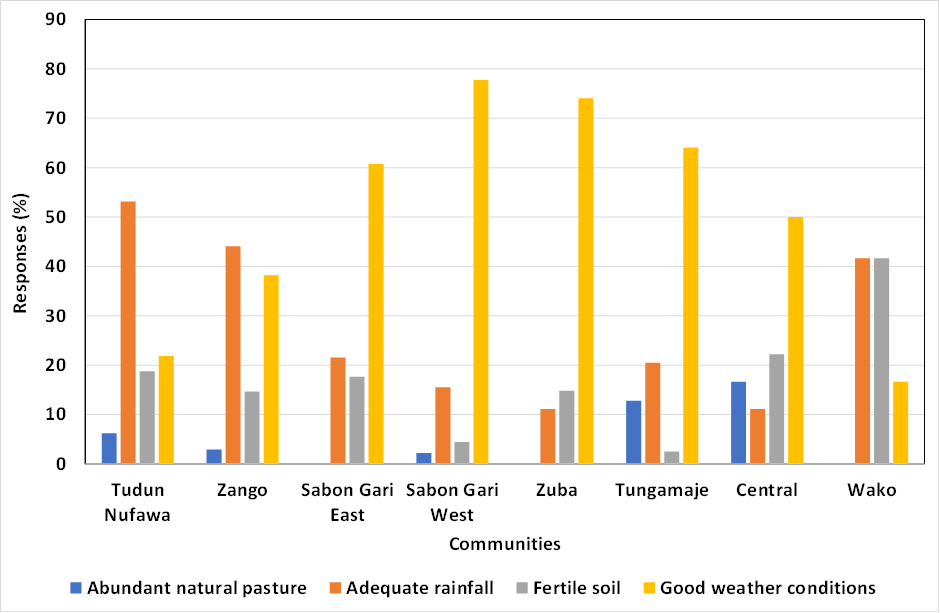 90
80
70
60
50
40
30
20
10
0
Responses (%)
Tudun Nufawa
Zango
Sabon Gari East
Sabon Gari West
Zuba
Tungamaje
Central
Wako
Communities
Abundant natural pasture
Adequate rainfall
Fertile soil
Good weather conditions